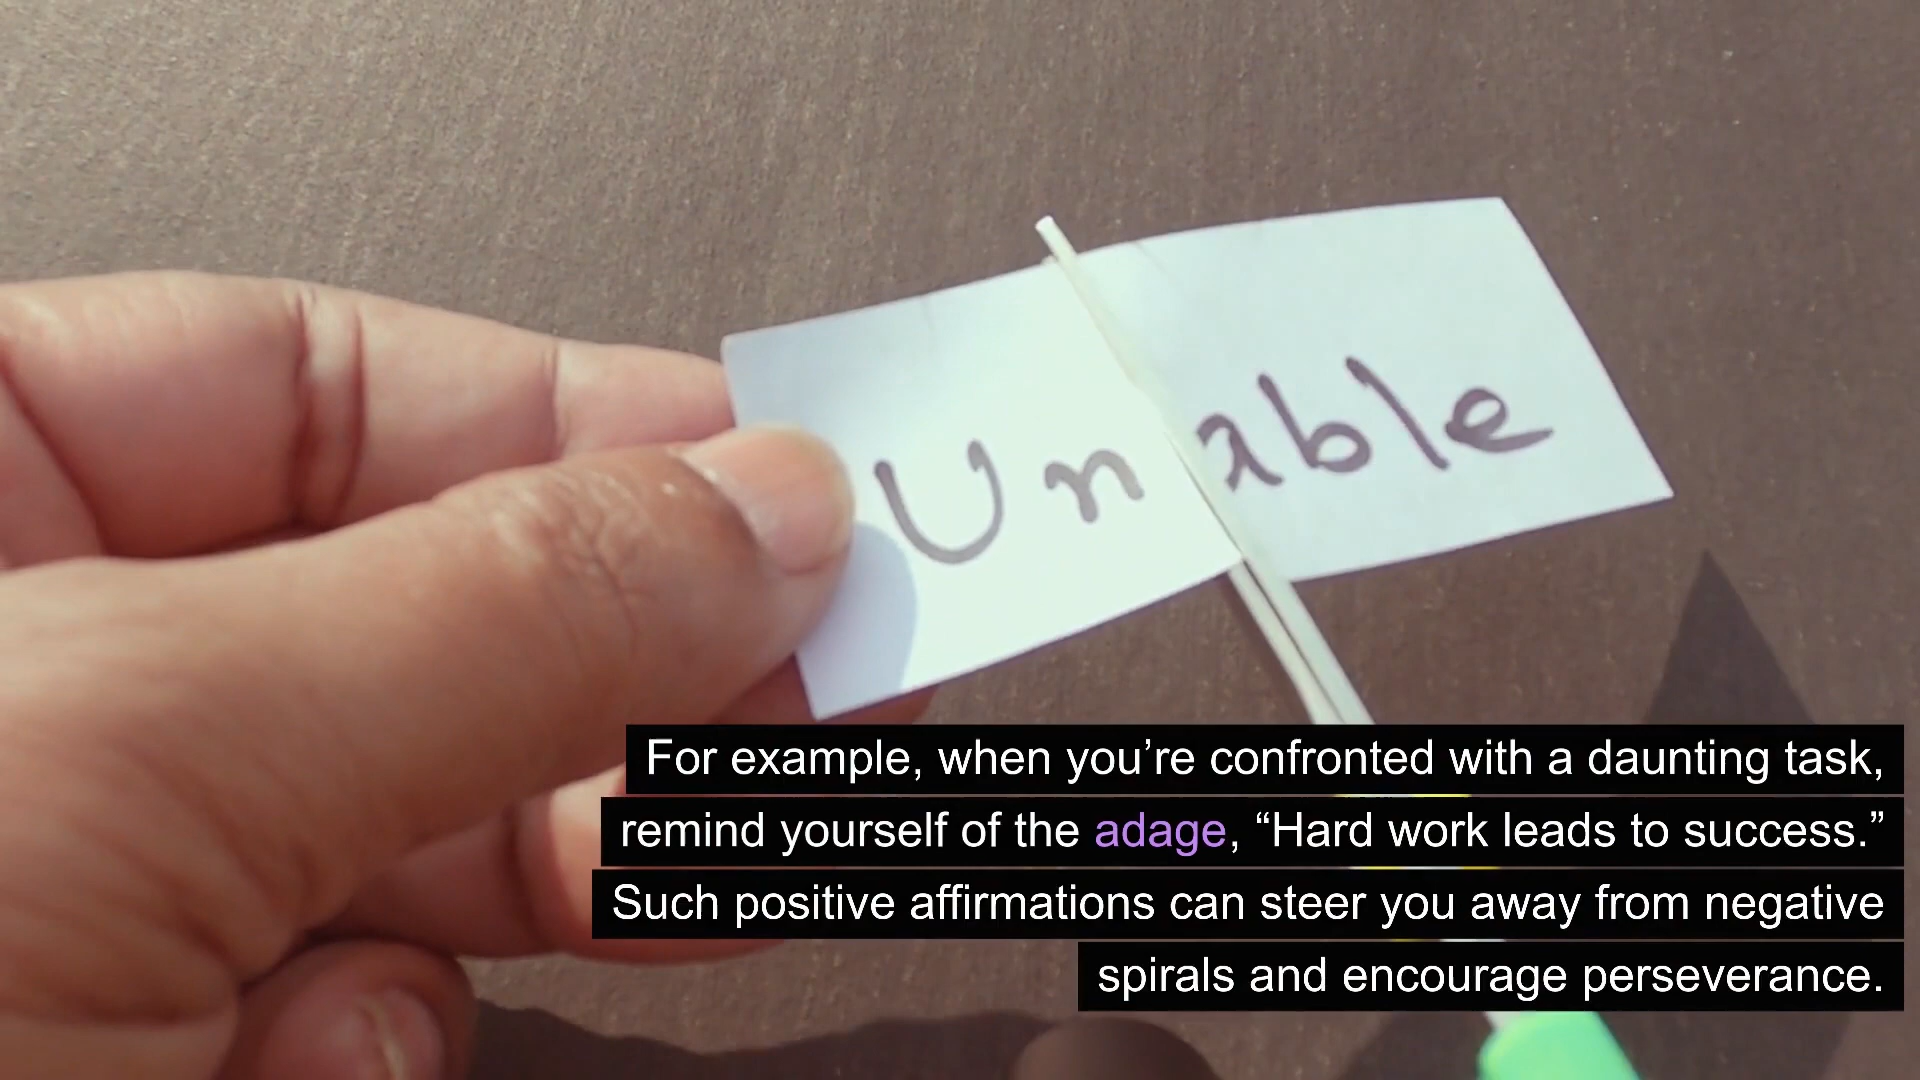 Unable
For example, when you’re confronted with a daunting task,
remind yourself of the adage, “Hard work leads to success.”
Such positive affirmations can steer you away from negative
spirals and encourage perseverance.